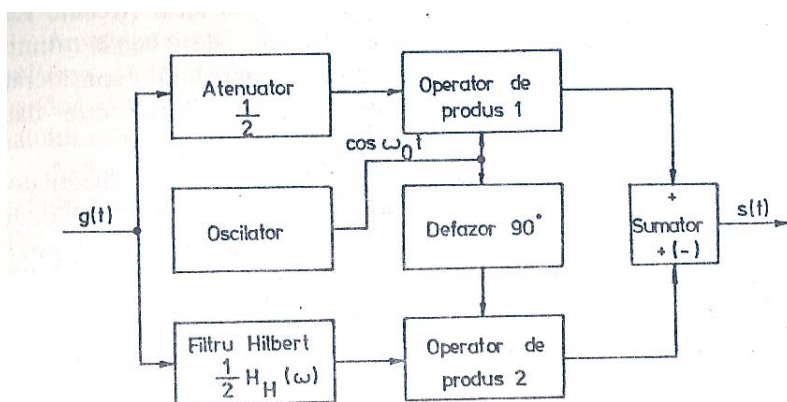 Atenuator
1/2
Operator de
produs 1
cos ω₀t
g(t)
Oscilator
Defazor 90°
+
Sumator
+(-)
s(t)
Filtru Hilbert
1/2 H_H(ω)
Operator de
produs 2